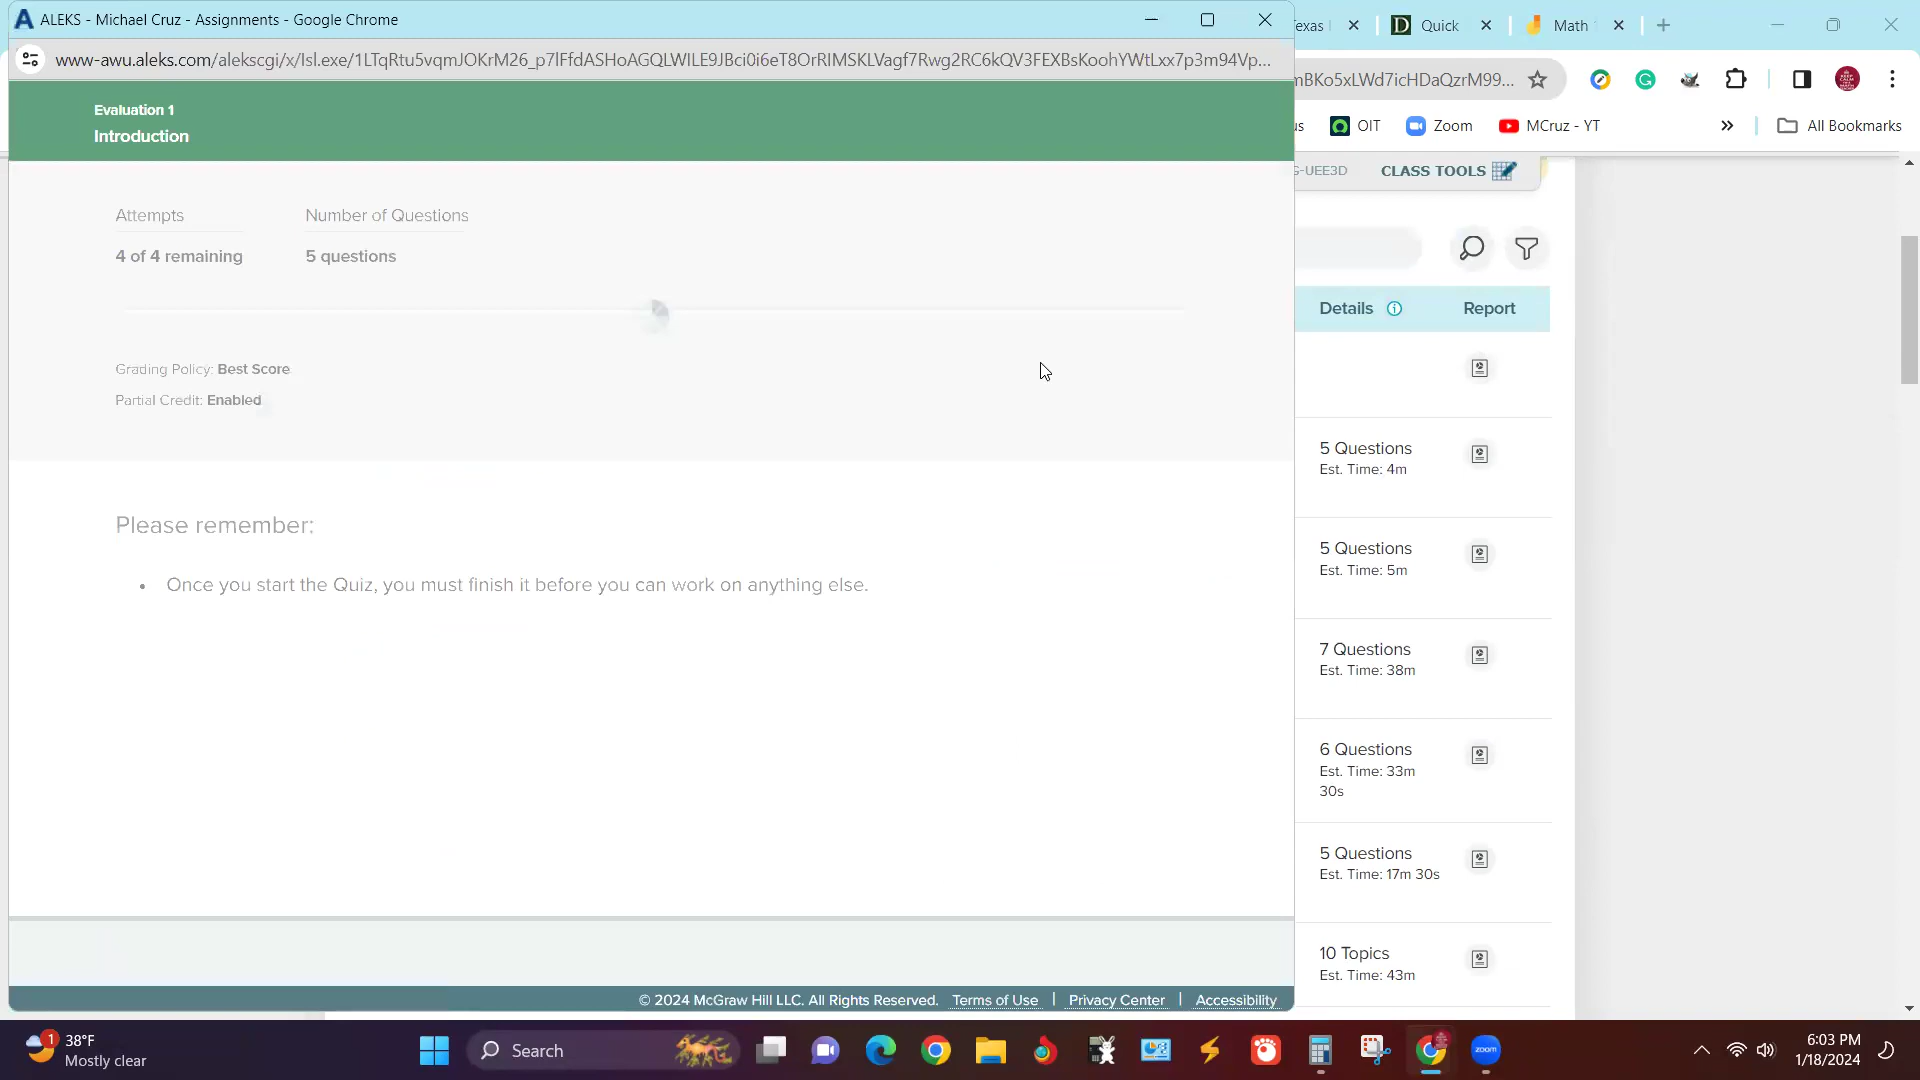 ALEKS - Michael Cruz - Assignments - Google Chrome
www-awu.aleks.com/alekscgi/x/Isl.exe/1LTqRtu5vqmJOKrM26_p7lFfdASHoAGQLWILE9JBci0i6eT8OrRIMSKLVagf7Rwg2RC6kQV3FEXBsKoohYWtLxx7p3m94Vp...
Evaluation 1
Introduction
Attempts
Number of Questions
4 of 4 remaining
5 questions
Grading Policy: Best Score
Partial Credit: Enabled
Please remember:
• Once you start the Quiz, you must finish it before you can work on anything else.
© 2024 McGraw Hill LLC. All Rights Reserved. Terms of Use | Privacy Center | Accessibility
Quick
Math
mBKo5xLWd7icHDaQzrM99...
OIT
Zoom
MCruz - YT
»
All Bookmarks
G-UEE3D
CLASS TOOLS
Details
Report
5 Questions
Est. Time: 4m
5 Questions
Est. Time: 5m
7 Questions
Est. Time: 38m
6 Questions
Est. Time: 33m
30s
5 Questions
Est. Time: 17m 30s
10 Topics
Est. Time: 43m
1
38°F
Mostly clear
Search
zoom
6:03 PM
1/18/2024